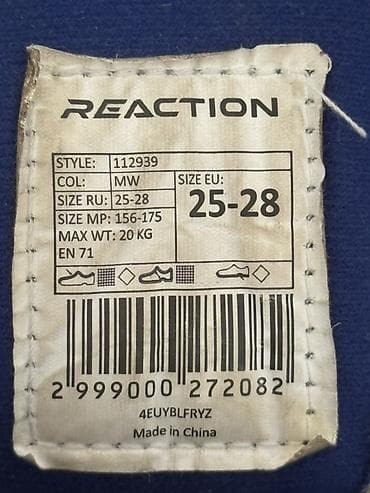 REACTION
STYLE: 112939
COL: MW
SIZE RU: 25-28
SIZE MP: 156-175
MAX WT: 20 KG
EN 71
SIZE EU:
25-28
2 999000 272082
4EUYBLFRYZ
Made in China